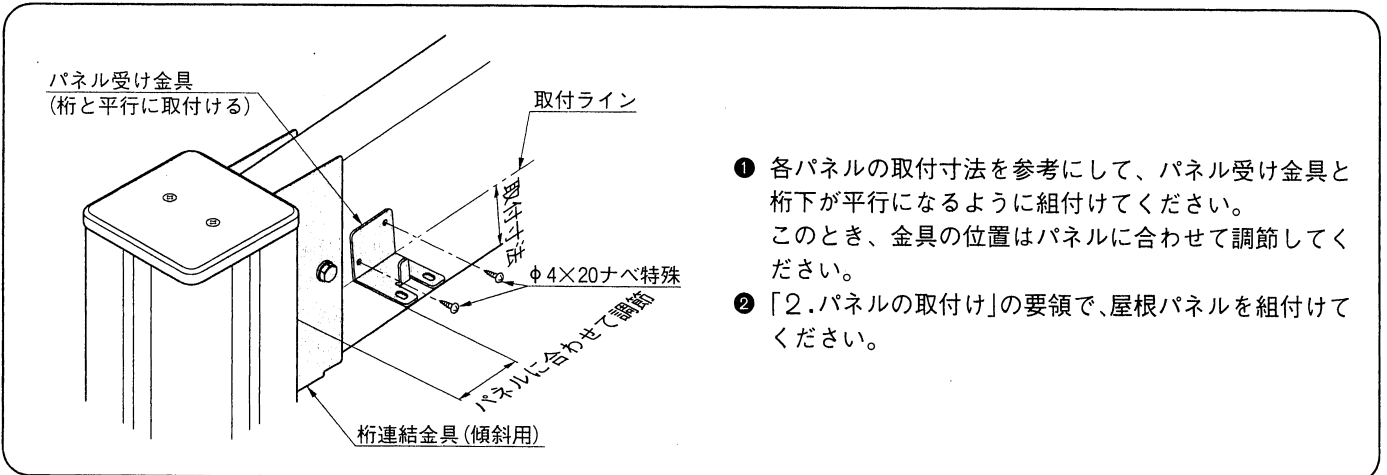 パネル受け金具
(桁と平行に取付ける)
取付ライン
取付寸法
φ4×20ナベ特殊
パネルに合わせて調節
桁連結金具(傾斜用)
❶ 各パネルの取付寸法を参考にして、パネル受け金具と
桁下が平行になるように組付けてください。
このとき、金具の位置はパネルに合わせて調節してく
ださい。
❷ 「2.パネルの取付け」の要領で、屋根パネルを組付けて
ください。